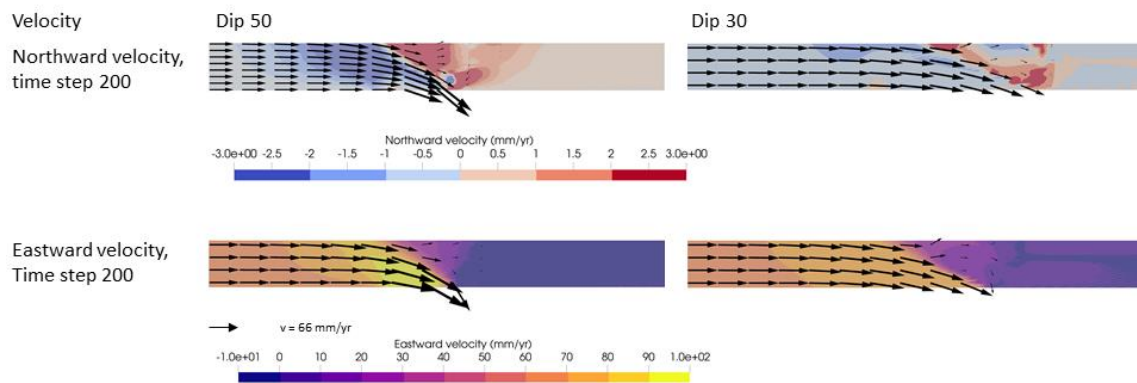 Velocity
Dip 50
Dip 30
Northward velocity,
time step 200
Northward velocity (mm/yr)
-3.0e+00 -2.5 -2 -1.5 -1 -0.5 0 0.5 1 1.5 2 2.5 3.0e+00
Eastward velocity,
Time step 200
v = 66 mm/yr
Eastward velocity (mm/yr)
-1.0e+01 0 10 20 30 40 50 60 70 80 90 1.0e+02